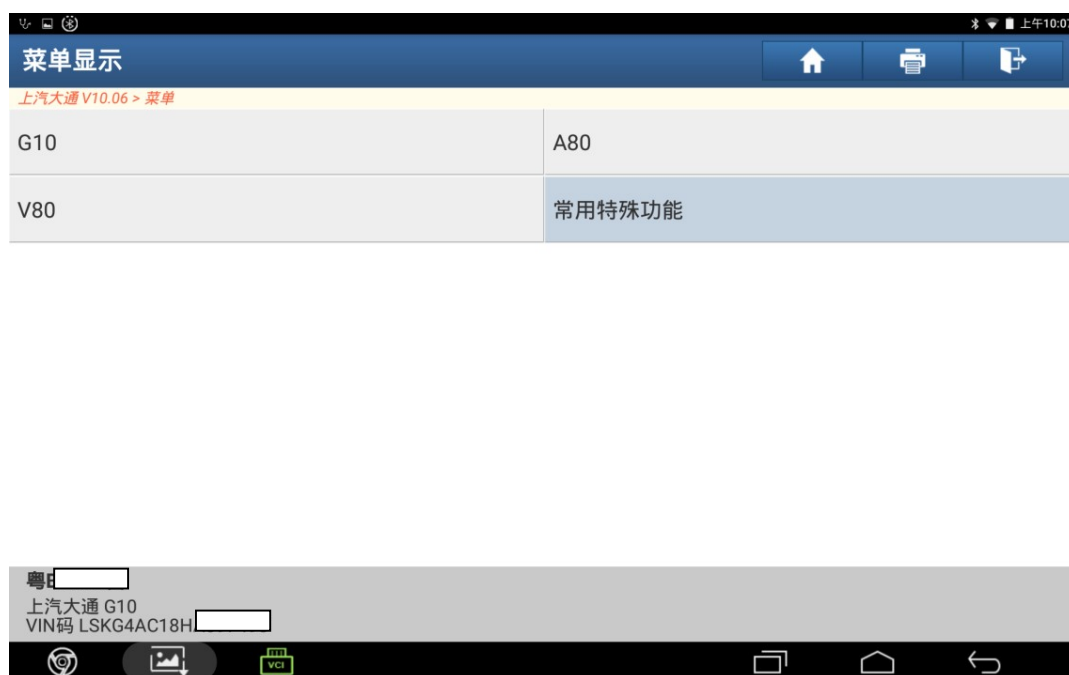 上午10:07
菜单显示
上汽大通 V10.06 > 菜单
G10
A80
V80
常用特殊功能
粤
上汽大通 G10
VIN码 LSKG4AC18H
VCI